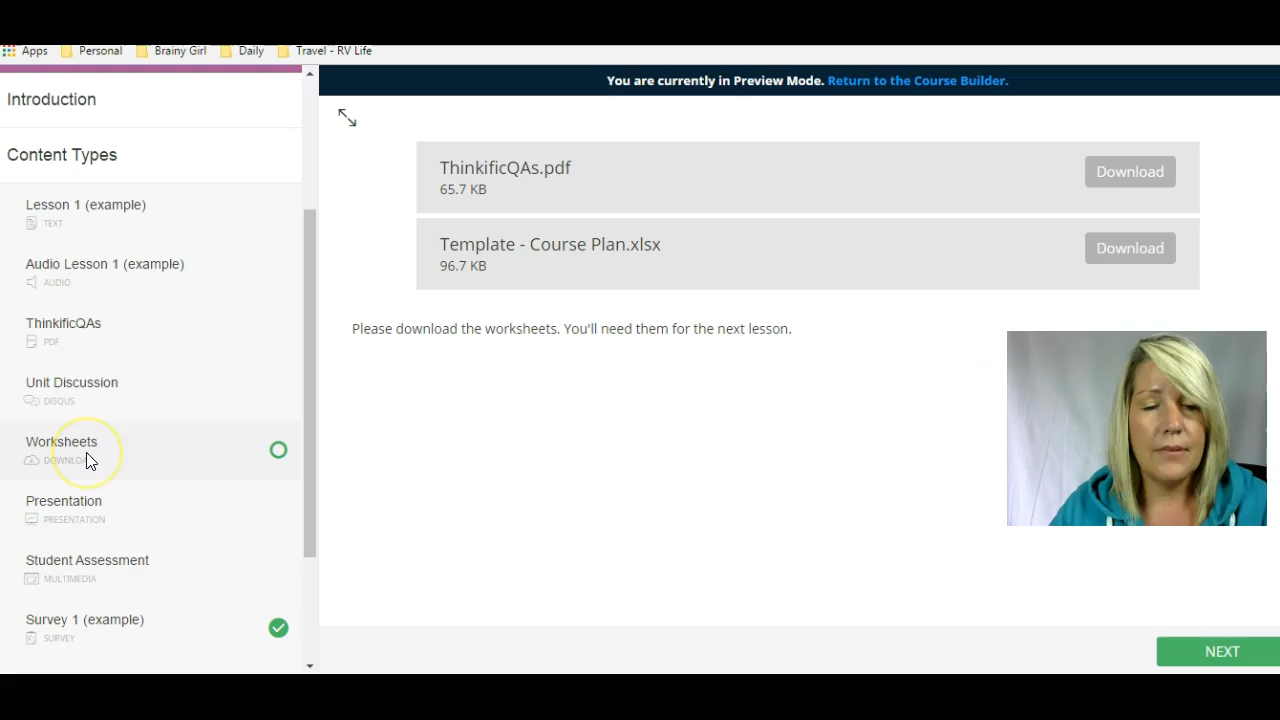 Apps Personal Brainy Girl Daily Travel - RV Life
You are currently in Preview Mode. Return to the Course Builder.
Introduction
Content Types
Lesson 1 (example)
TEXT
Audio Lesson 1 (example)
AUDIO
ThinkificQAs
PDF
Unit Discussion
DISQUS
Worksheets
Presentation
PRESENTATION
Student Assessment
MULTIMEDIA
Survey 1 (example)
SURVEY
ThinkificQAs.pdf
65.7 KB
Download
Template - Course Plan.xlsx
96.7 KB
Download
Please download the worksheets. You'll need them for the next lesson.
NEXT